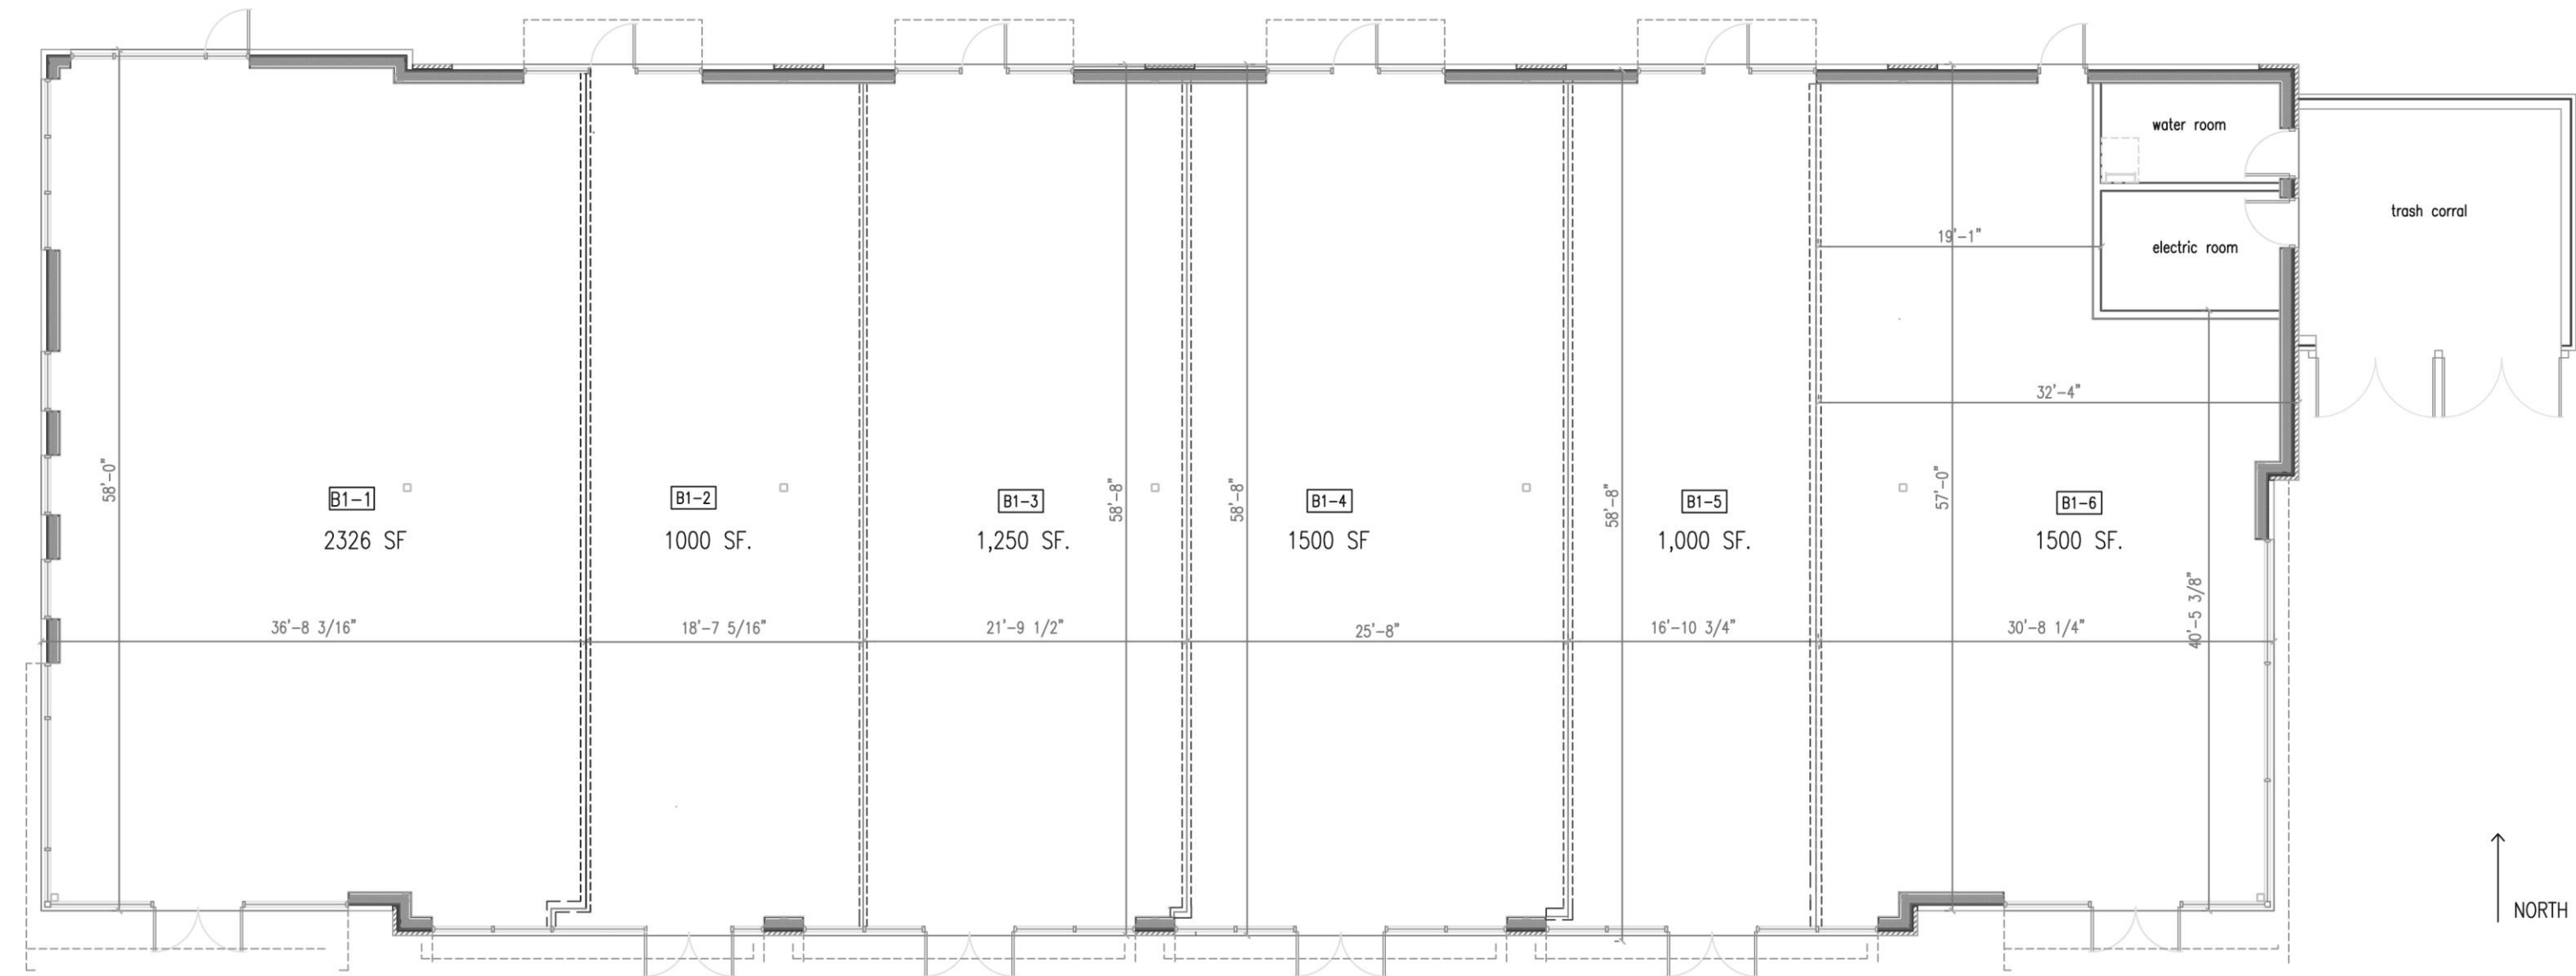 water room
trash corral
19'-1"
electric room
32'-4"
58'-0"
58'-8"
58'-8"
58'-8"
57'-0"
B1-1
B1-2
B1-3
B1-4
B1-5
B1-6
2326 SF
1000 SF.
1,250 SF.
1500 SF
1,000 SF.
1500 SF.
40'-5 3/8"
36'-8 3/16"
18'-7 5/16"
21'-9 1/2"
25'-8"
16'-10 3/4"
30'-8 1/4"
NORTH